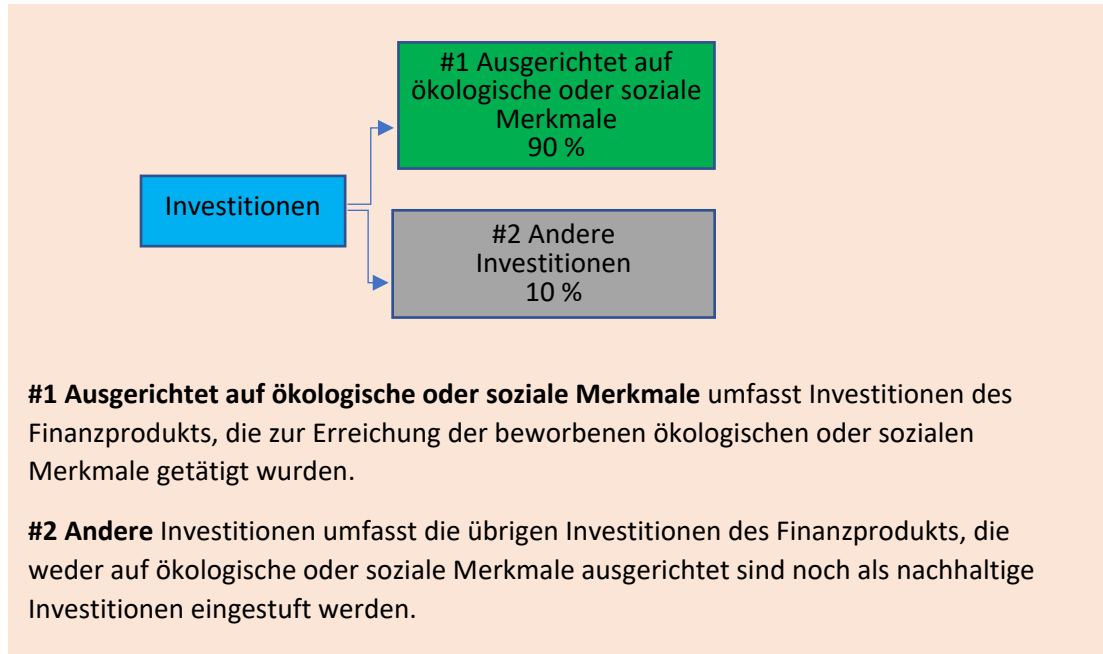 #1 Ausgerichtet auf
ökologische oder soziale
Merkmale
90 %
Investitionen
#2 Andere
Investitionen
10 %
#1 Ausgerichtet auf ökologische oder soziale Merkmale umfasst Investitionen des
Finanzprodukts, die zur Erreichung der beworbenen ökologischen oder sozialen
Merkmale getätigt wurden.
#2 Andere Investitionen umfasst die übrigen Investitionen des Finanzprodukts, die
weder auf ökologische oder soziale Merkmale ausgerichtet sind noch als nachhaltige
Investitionen eingestuft werden.